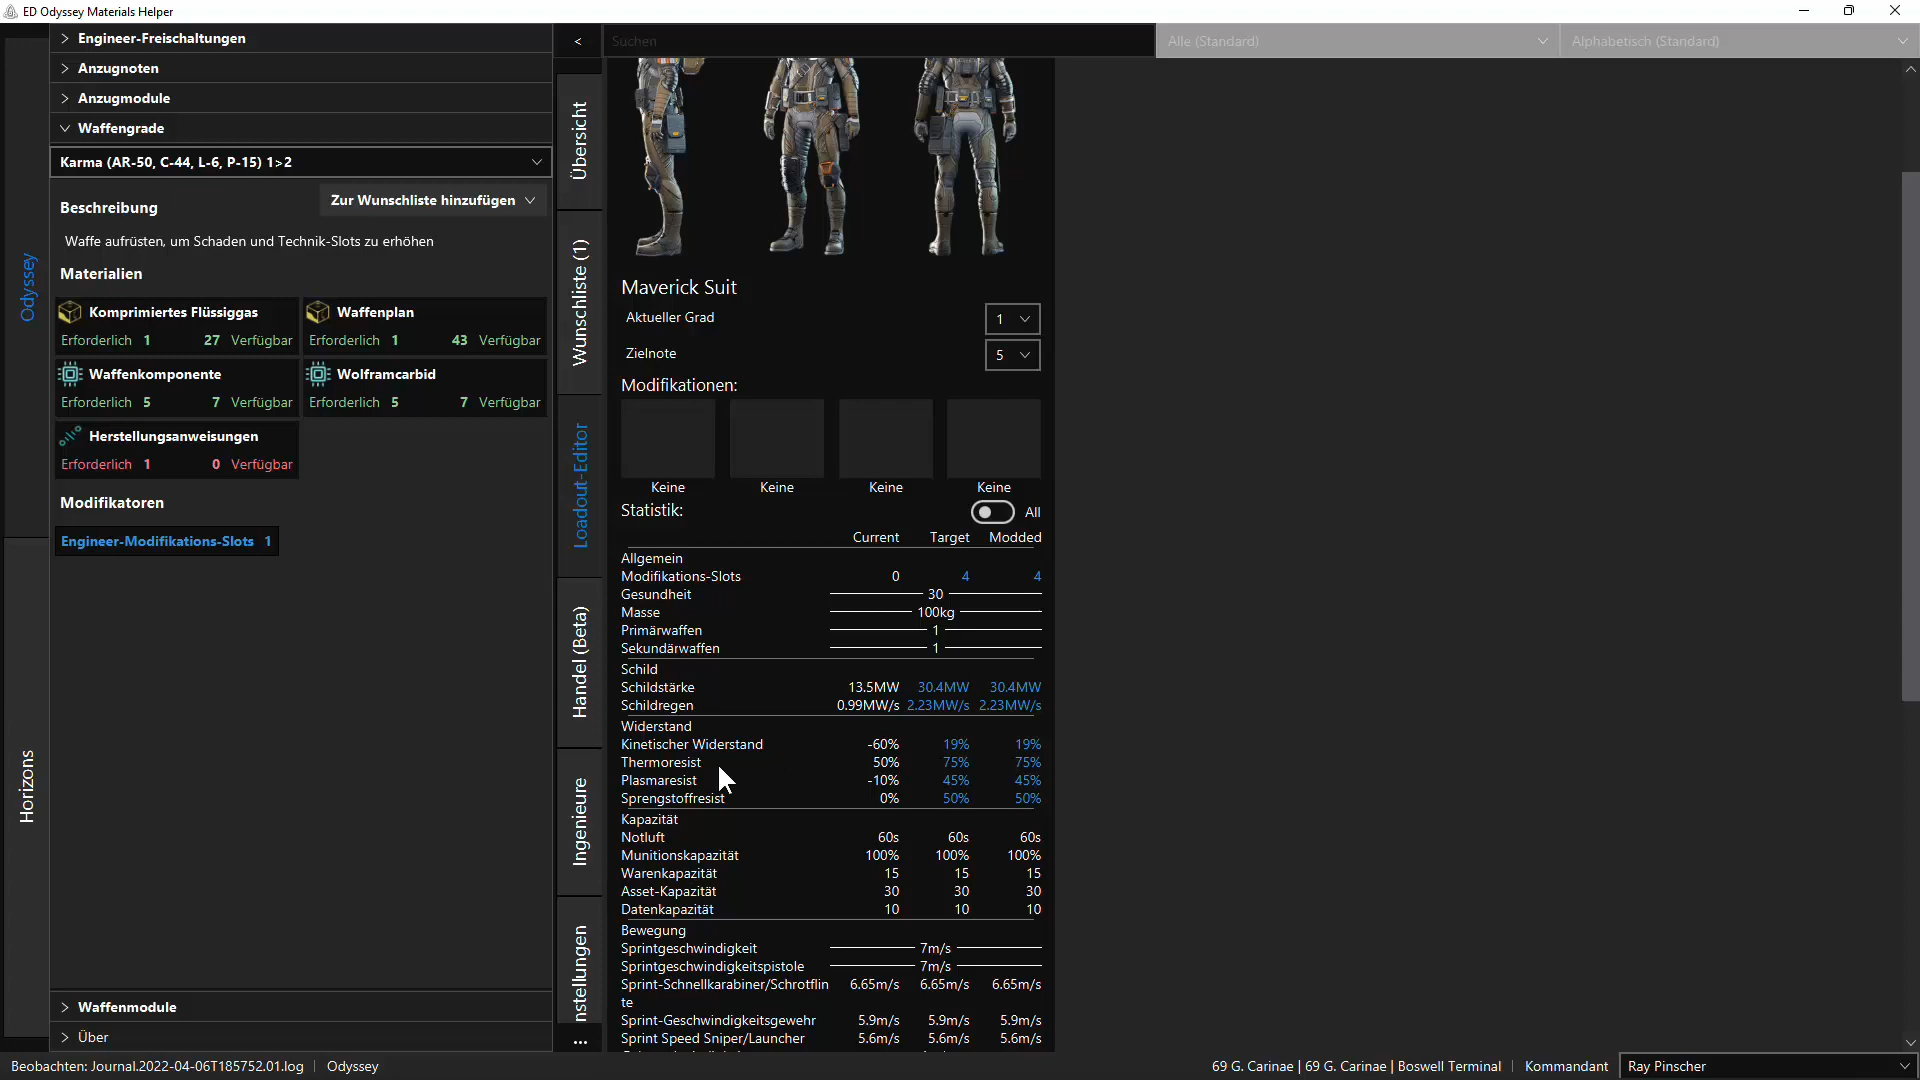 ED Odyssey Materials Helper
Odyssey
Horizons
Engineer-Freischaltungen
Anzugnoten
Anzugmodule
Waffengrade
Karma (AR-50, C-44, L-6, P-15) 1>2
Beschreibung
Zur Wunschliste hinzufügen
Waffe aufrüsten, um Schaden und Technik-Slots zu erhöhen
Materialien
Komprimiertes Flüssiggas
Erforderlich 1 27 Verfügbar
Waffenplan
Erforderlich 1 43 Verfügbar
Waffenkomponente
Erforderlich 5 7 Verfügbar
Wolframcarbid
Erforderlich 5 7 Verfügbar
Herstellungsanweisungen
Erforderlich 1 0 Verfügbar
Modifikatoren
Engineer-Modifikations-Slots 1
Waffenmodule
Über
<
Suchen
Alle (Standard)
Alphabetisch (Standard)
Übersicht
Wunschliste (1)
Loadout-Editor
Handel (Beta)
Ingenieure
nstellungen
...
Maverick Suit
Aktueller Grad 1
Zielnote 5
Modifikationen:
Keine Keine Keine Keine
Statistik: All
Current Target Modded
Allgemein
Modifikations-Slots 0 4 4
Gesundheit 30
Masse 100kg
Primärwaffen 1
Sekundärwaffen 1
Schild
Schildstärke 13.5MW 30.4MW 30.4MW
Schildregen 0.99MW/s 2.23MW/s 2.23MW/s
Widerstand
Kinetischer Widerstand -60% 19% 19%
Thermoresist 50% 75% 75%
Plasmaresist -10% 45% 45%
Sprengstoffresist 0% 50% 50%
Kapazität
Notluft 60s 60s 60s
Munitionskapazität 100% 100% 100%
Warenkapazität 15 15 15
Asset-Kapazität 30 30 30
Datenkapazität 10 10 10
Bewegung
Sprintgeschwindigkeit 7m/s
Sprintgeschwindigkeitspistole 7m/s
Sprint-Schnellkarabiner/Schrotflin 6.65m/s 6.65m/s 6.65m/s
te
Sprint-Geschwindigkeitsgewehr 5.9m/s 5.9m/s 5.9m/s
Sprint Speed Sniper/Launcher 5.6m/s 5.6m/s 5.6m/s
Beobachten: Journal.2022-04-06T185752.01.log | Odyssey
69 G. Carinae | 69 G. Carinae | Boswell Terminal | Kommandant Ray Pinscher